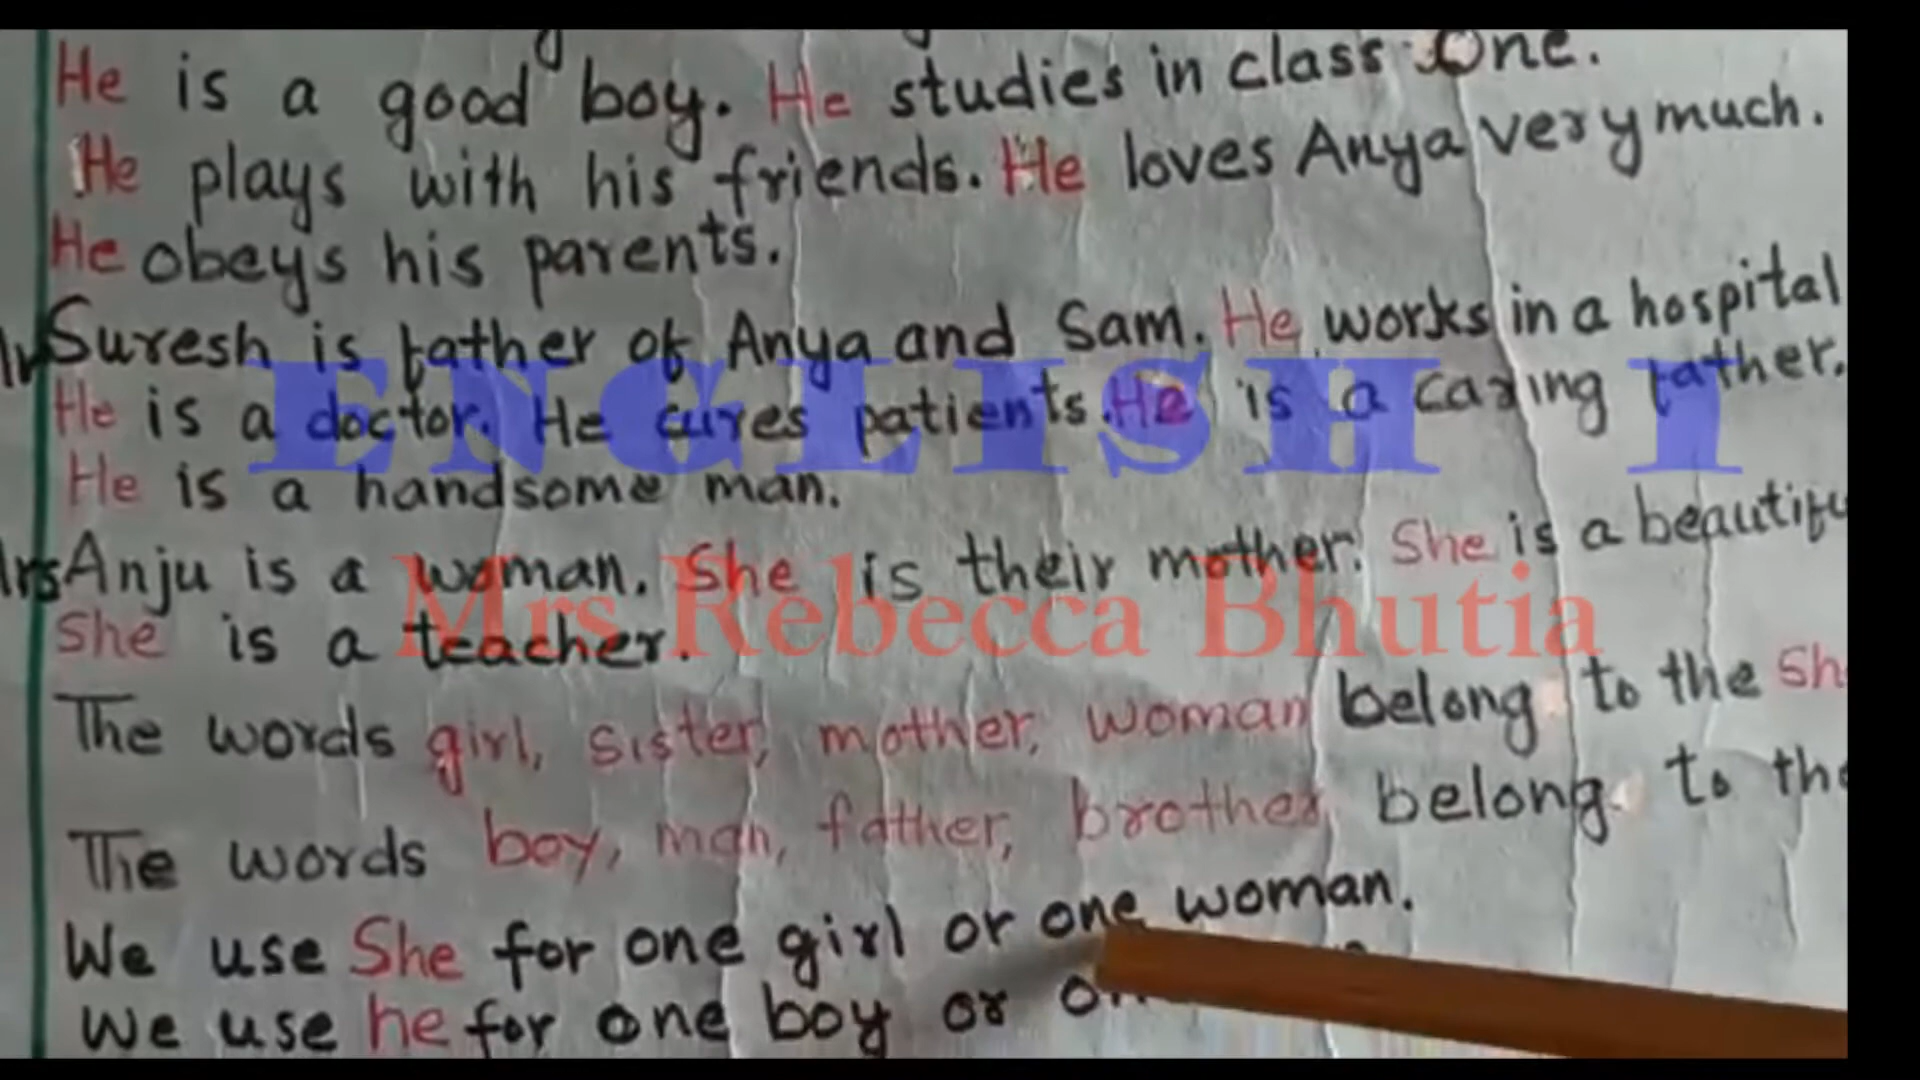 He is a good boy. He studies in class One.
He plays with his friends. He loves Anya very much.
He obeys his parents.
Suresh is father of Anya and Sam. He works in a hospital
He is a doctor. He cures patients. He is a caring father.
He is a handsome man.
ENGLISH 1
Anju is a woman. She is their mother. She is a
She is a teacher.
Mrs Rebecca Bhutia
The words girl, sister, mother, woman belong to the
The words boy, man, father, brother belong to
We use She for one girl or one woman.
We use he for one boy or